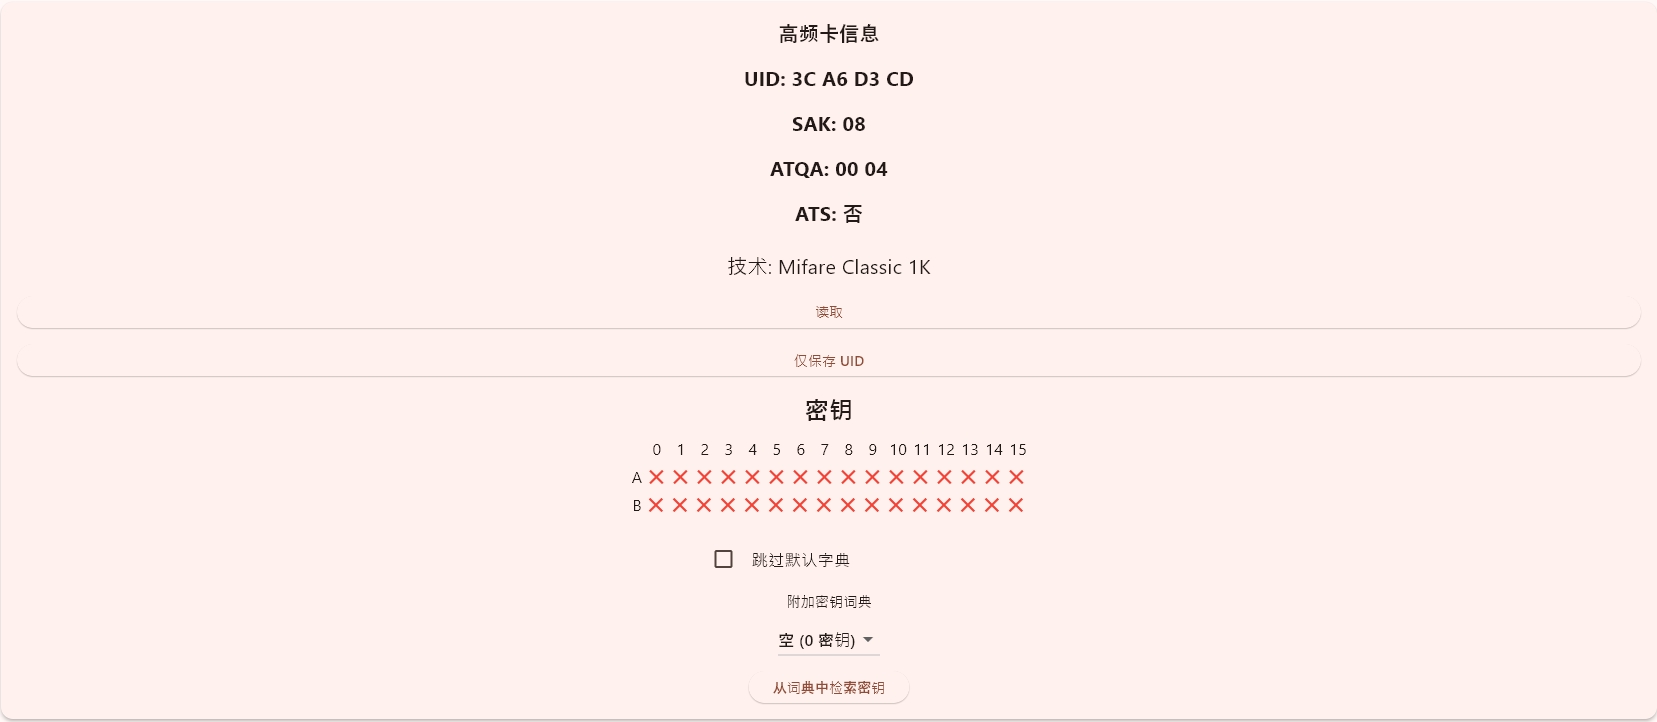 高频卡信息
UID: 3C A6 D3 CD
SAK: 08
ATQA: 00 04
ATS: 否
技术: Mifare Classic 1K
读取
仅保存 UID
密钥
0 1 2 3 4 5 6 7 8 9 10 11 12 13 14 15
A
B
跳过默认字典
附加密钥词典
空 (0 密钥)
从词典中检索密钥